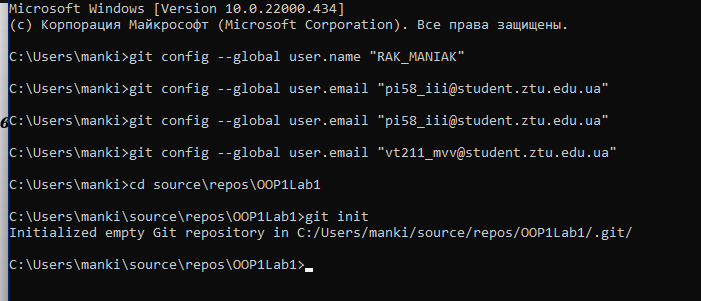 Microsoft Windows [Version 10.0.22000.434]
(c) Корпорация Майкрософт (Microsoft Corporation). Все права защищены.
C:\Users\manki>git config --global user.name "RAK_MANIAK"
C:\Users\manki>git config --global user.email "pi58_iii@student.ztu.edu.ua"
C:\Users\manki>git config --global user.email "pi58_iii@student.ztu.edu.ua"
C:\Users\manki>git config --global user.email "vt211_mvv@student.ztu.edu.ua"
C:\Users\manki>cd source\repos\OOP1Lab1
C:\Users\manki\source\repos\OOP1Lab1>git init
Initialized empty Git repository in C:/Users/manki/source/repos/OOP1Lab1/.git/
C:\Users\manki\source\repos\OOP1Lab1>